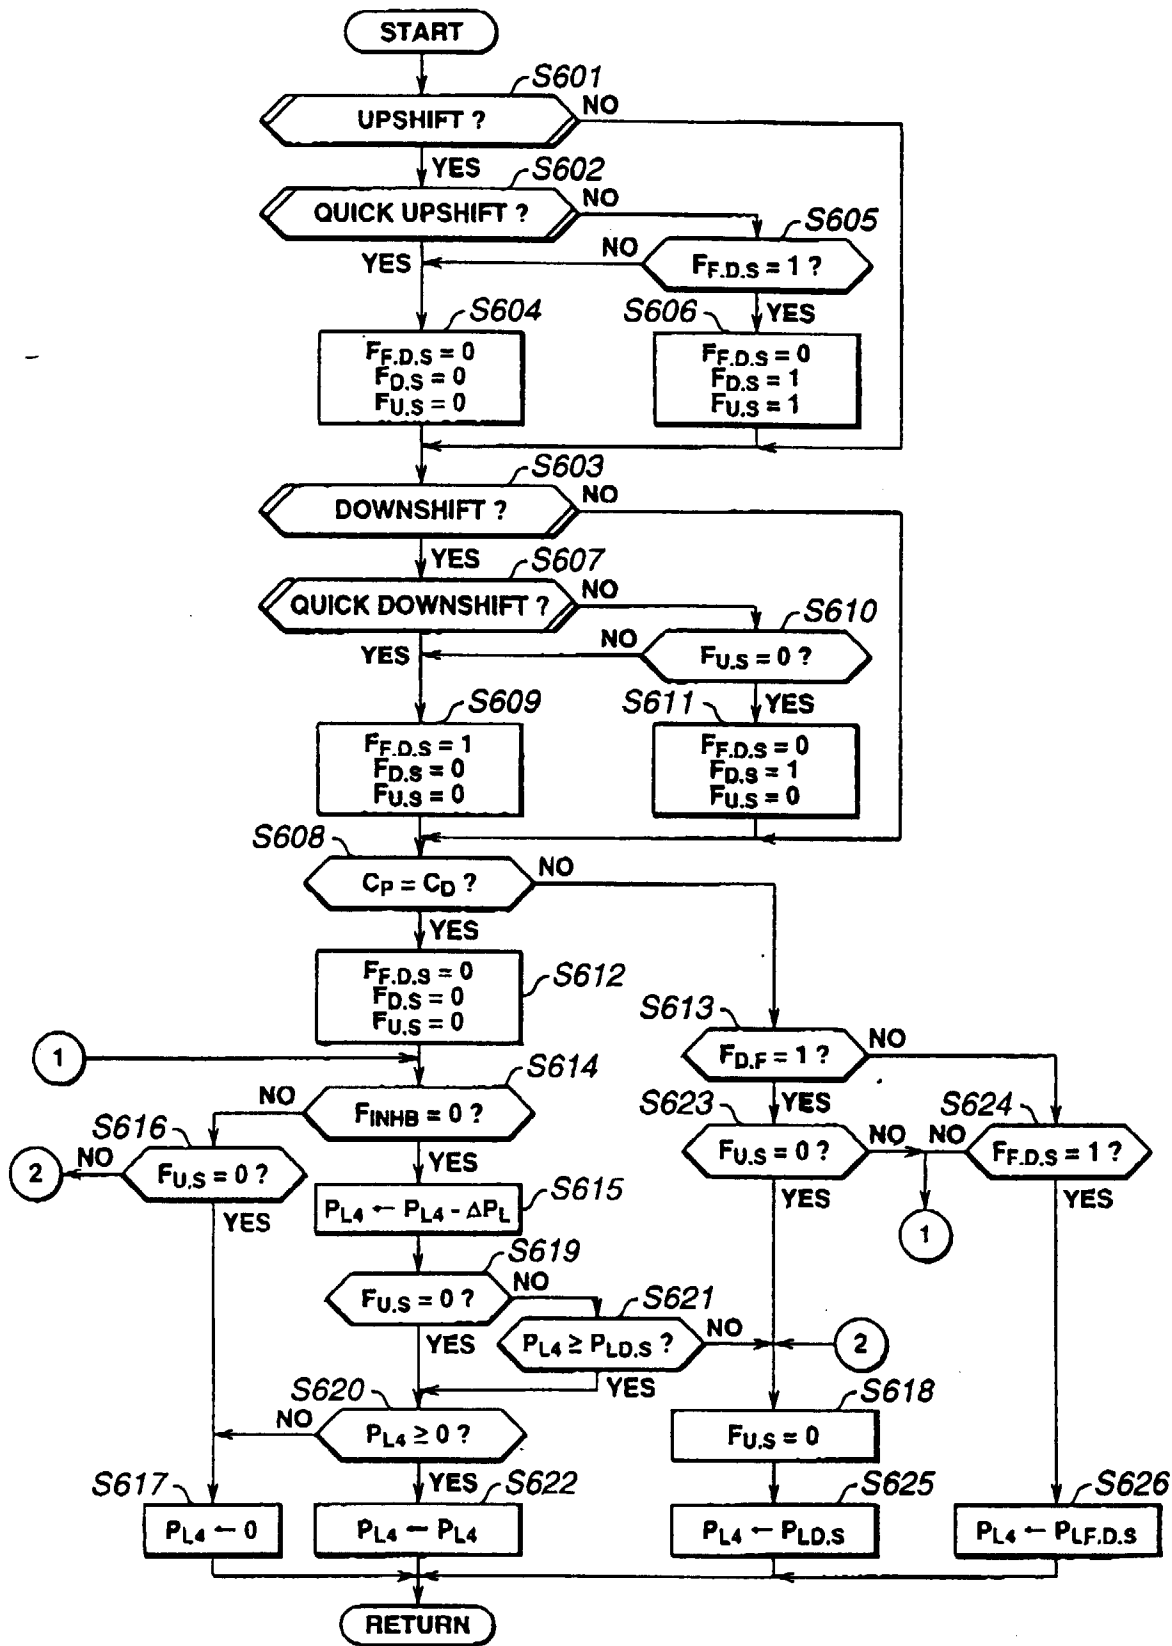 START
S601
UPSHIFT ?
NO
YES
S602
QUICK UPSHIFT ?
NO
S605
YES
NO
FF.D.S = 1 ?
YES
S604
S606
FF.D.S = 0
FD.S = 0
FU.S = 0
FF.D.S = 0
FD.S = 1
FU.S = 1
S603
DOWNSHIFT ?
NO
YES
S607
QUICK DOWNSHIFT ?
NO
S610
YES
NO
FU.S = 0 ?
YES
S609
S611
FF.D.S = 1
FD.S = 0
FU.S = 0
FF.D.S = 0
FD.S = 1
FU.S = 0
S608
CP = CD ?
NO
YES
FF.D.S = 0
FD.S = 0
FU.S = 0
S612
S613
FD.F = 1 ?
NO
YES
1
S614
FINHB = 0 ?
NO
YES
S616
FU.S = 0 ?
NO
2
YES
S623
FU.S = 0 ?
NO
YES
S624
NO
FF.D.S = 1 ?
YES
1
S615
PL4 ← PL4 - ΔPL
S619
FU.S = 0 ?
NO
YES
S621
PL4 ≥ PLD.S ?
NO
YES
2
S620
NO
PL4 ≥ 0 ?
YES
S618
FU.S = 0
S617
PL4 ← 0
S622
PL4 ← PL4
S625
PL4 ← PLD.S
S626
PL4 ← PLF.D.S
RETURN